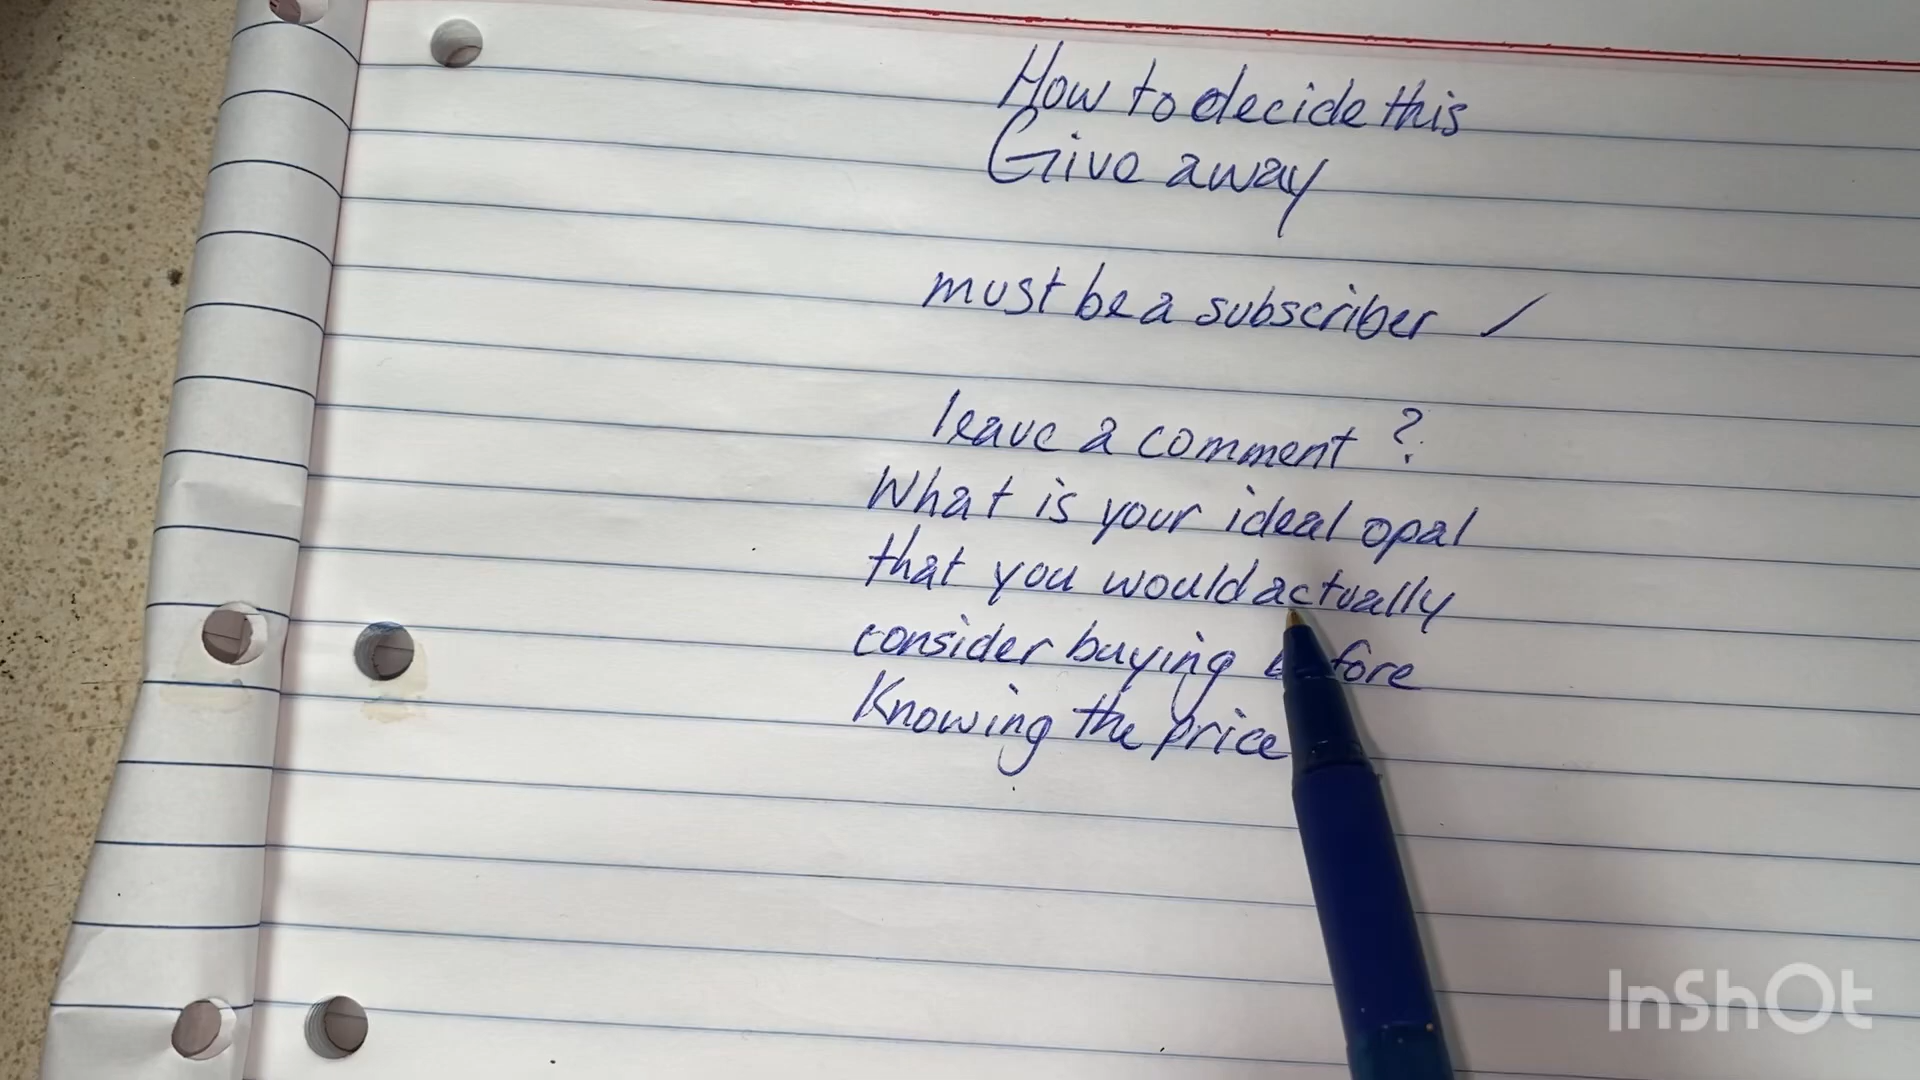 How to decide this
Give away
must be a subscriber ✓
leave a comment ?
What is your ideal opal
that you would actually
consider buying before
Knowing the price
InShOt